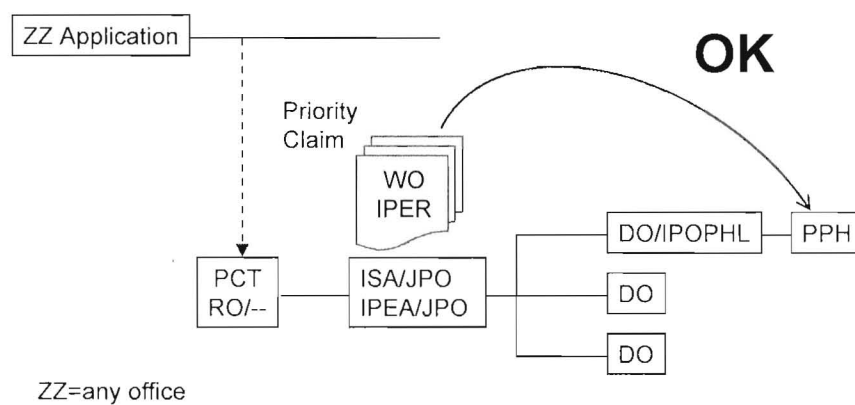 ZZ Application
OK
Priority
Claim
WO
IPER
DO/IPOPHL
PPH
PCT
RO/--
ISA/JPO
IPEA/JPO
DO
DO
ZZ=any office